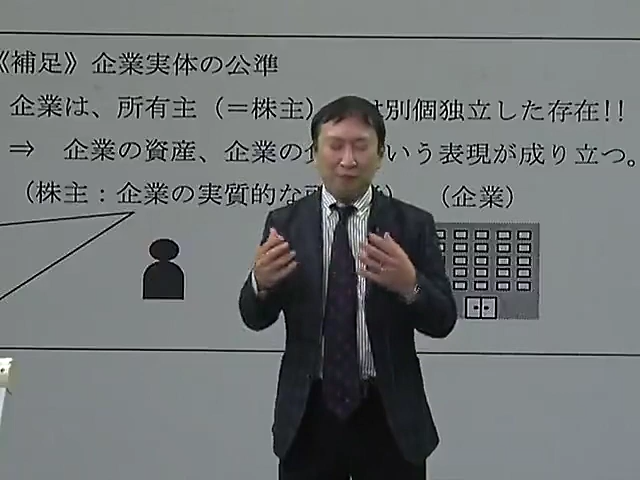 《補足》企業実体の公準
企業は、所有主（＝株主）は別個独立した存在!!
⇒ 企業の資産、企業の いう表現が成り立つ。
（株主：企業の実質的な ）（企業）